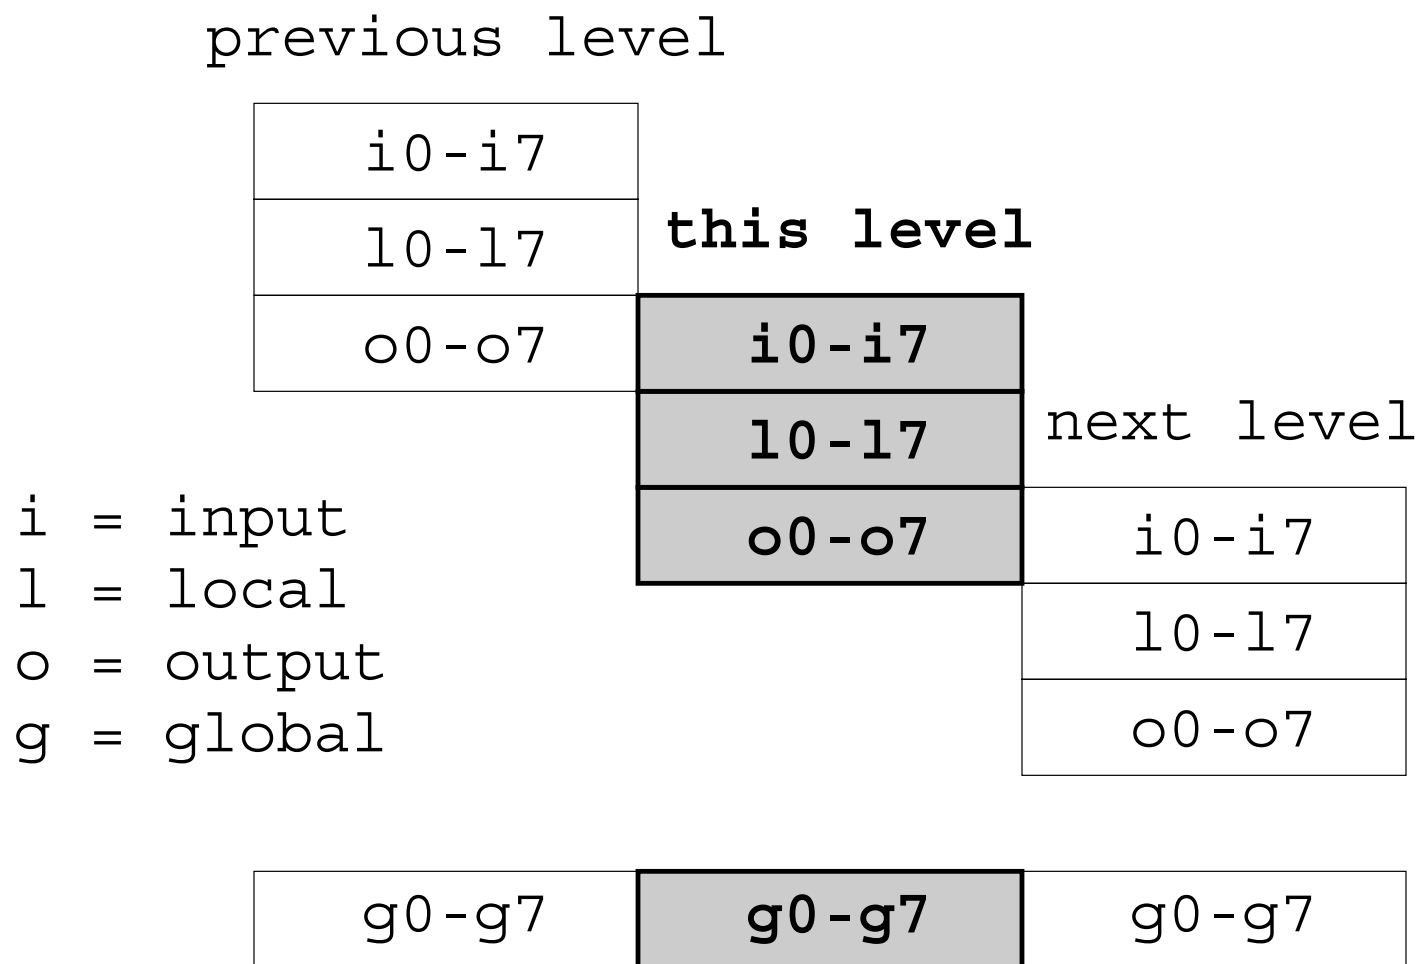 previous level
i0-i7
l0-l7
this level
o0-o7 i0-i7
l0-l7
next level
i = input
o0-o7 i0-i7
l = local
l0-l7
o = output
o0-o7
g = global
g0-g7 g0-g7 g0-g7